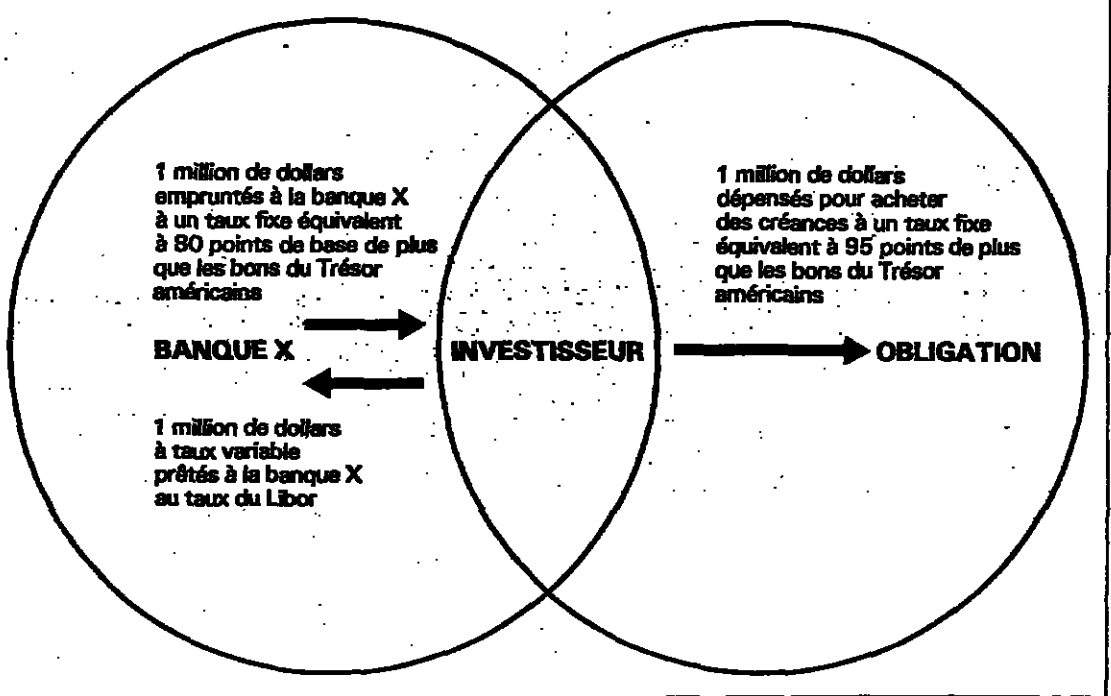 1 million de dollars
empruntés à la banque X
à un taux fixe équivalent
à 80 points de base de plus
que les bons du Trésor
américains
1 million de dollars
dépensés pour acheter
des créances à un taux fixe
équivalent à 95 points de plus
que les bons du Trésor
américains
BANQUE X
INVESTISSEUR
OBLIGATION
1 million de dollars
à taux variable
prêtés à la banque X
au taux du Libor